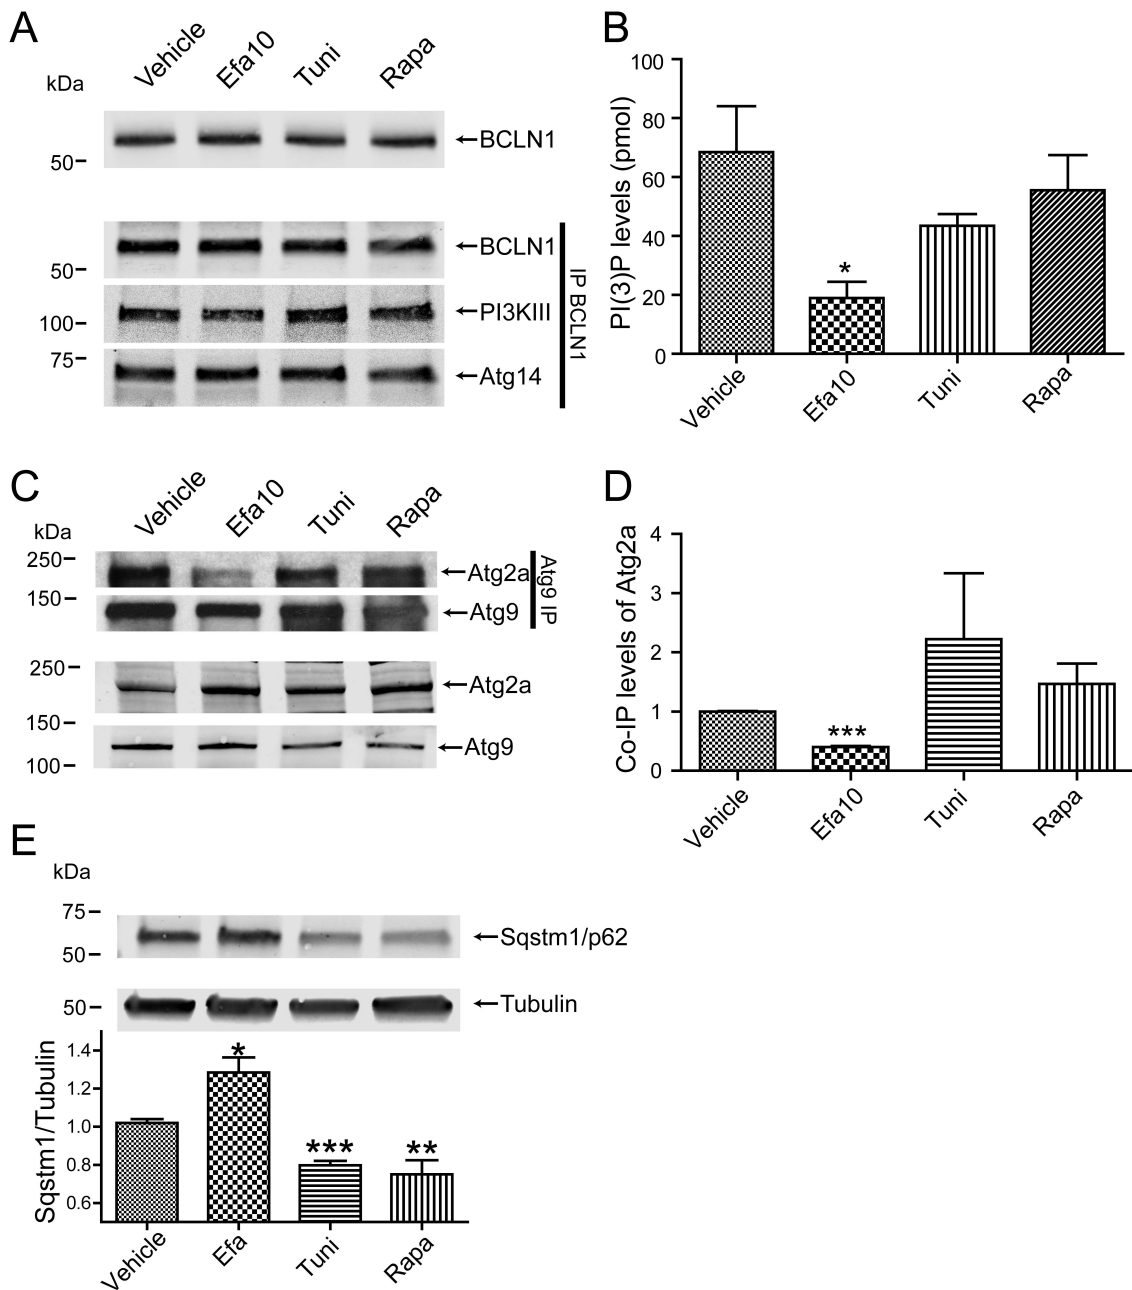 A
kDa
Vehicle
Efa10
Tuni
Rapa
50
←BCLN1
←BCLN1
50
←PI3KIII
100
75
←Atg14
IP BCLN1
B
PI(3)P levels (pmol)
100
80
60
40
20
0
*
Vehicle
Efa10
Tuni
Rapa
C
kDa
Vehicle
Efa10
Tuni
Rapa
250
←Atg2a
150
←Atg9
Atg9 IP
250
←Atg2a
150
←Atg9
100
D
Co-IP levels of Atg2a
4
3
2
1
0
***
Vehicle
Efa10
Tuni
Rapa
E
kDa
75
←Sqstm1/p62
50
50
←Tubulin
Sqstm1/Tubulin
1.4
1.2
1.0
0.8
0.6
*
***
**
Vehicle
Efa
Tuni
Rapa